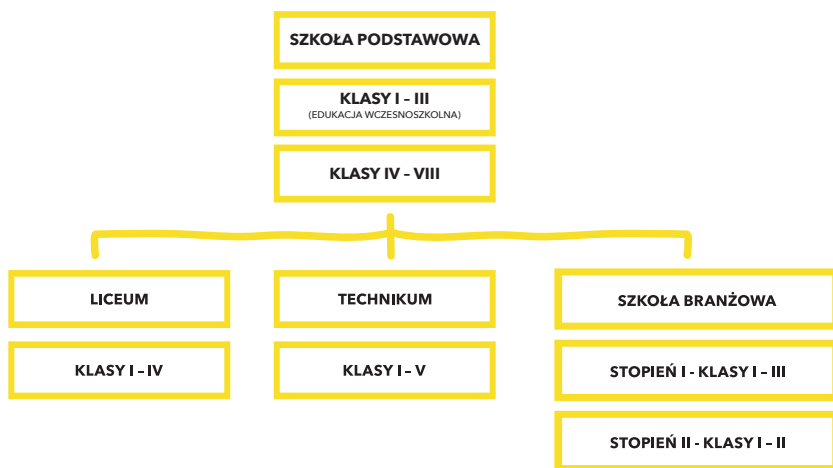 SZKOŁA PODSTAWOWA
KLASY I – III
(EDUKACJA WCZESNOSZKOLNA)
KLASY IV – VIII
LICEUM
KLASY I – IV
TECHNIKUM
KLASY I – V
SZKOŁA BRANŻOWA
STOPIEŃ I - KLASY I – III
STOPIEŃ II - KLASY I – II